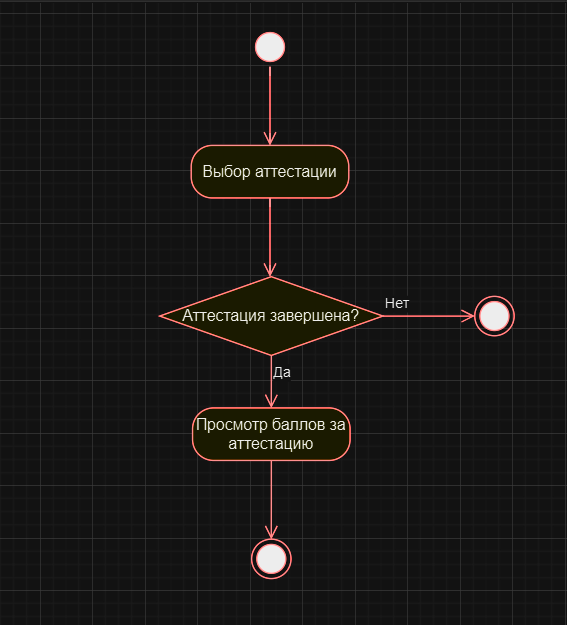 Выбор аттестации
Аттестация завершена?
Нет
Да
Просмотр баллов за
аттестацию